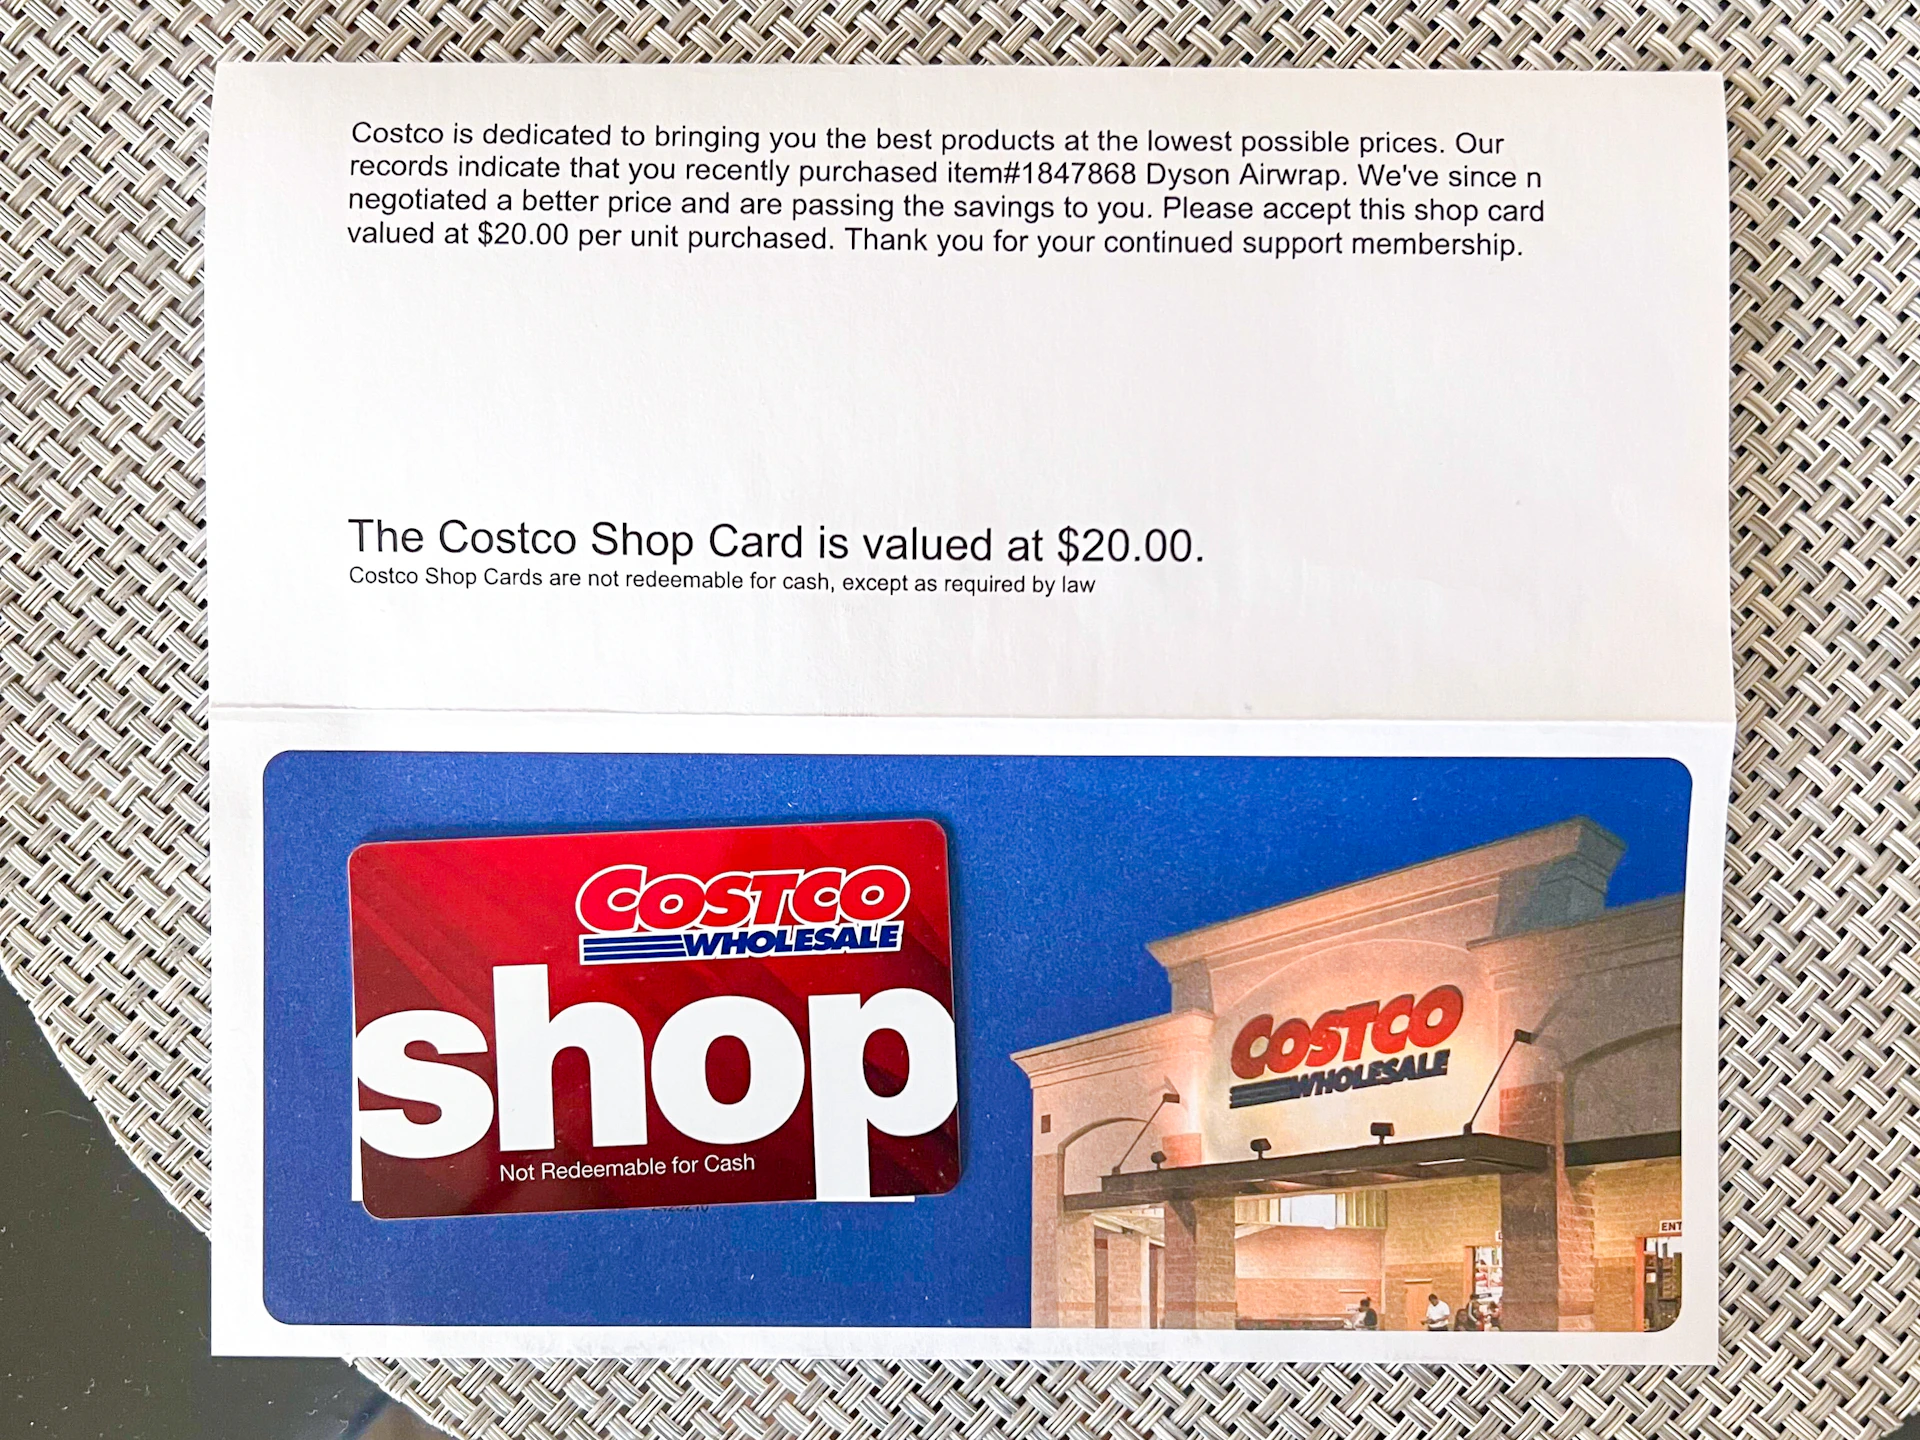 Costco is dedicated to bringing you the best products at the lowest possible prices. Our
records indicate that you recently purchased item#1847868 Dyson Airwrap. We've since n
negotiated a better price and are passing the savings to you. Please accept this shop card
valued at $20.00 per unit purchased. Thank you for your continued support membership.
The Costco Shop Card is valued at $20.00.
Costco Shop Cards are not redeemable for cash, except as required by law
COSTCO
WHOLESALE
shop
Not Redeemable for Cash
COSTCO
WHOLESALE
ENT